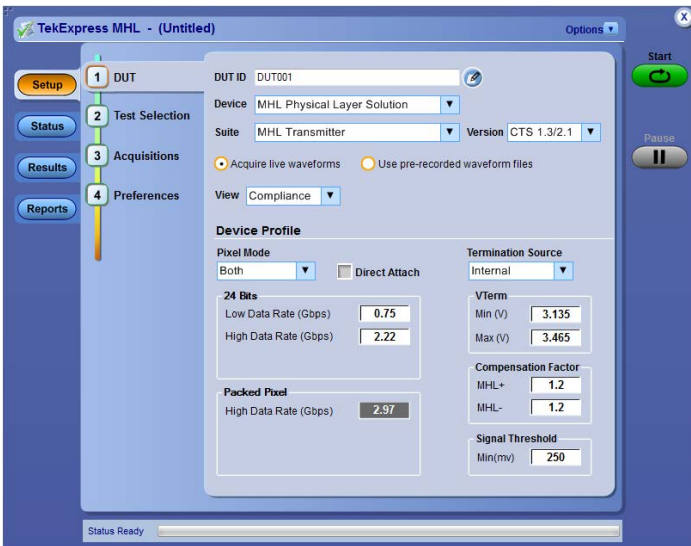 TekExpress MHL - (Untitled)
Options
Start
Setup
Status
Results
Reports
1 DUT
2 Test Selection
3 Acquisitions
4 Preferences
Pause
DUT ID DUT001
Device MHL Physical Layer Solution
Suite MHL Transmitter Version CTS 1.3/2.1
Acquire live waveforms Use pre-recorded waveform files
View Compliance
Device Profile
Pixel Mode
Both
Direct Attach
Termination Source
Internal
24 Bits
Low Data Rate (Gbps) 0.75
High Data Rate (Gbps) 2.22
VTerm
Min (V) 3.135
Max (V) 3.465
Packed Pixel
High Data Rate (Gbps) 2.97
Compensation Factor
MHL+ 1.2
MHL- 1.2
Signal Threshold
Min(mv) 250
Status Ready